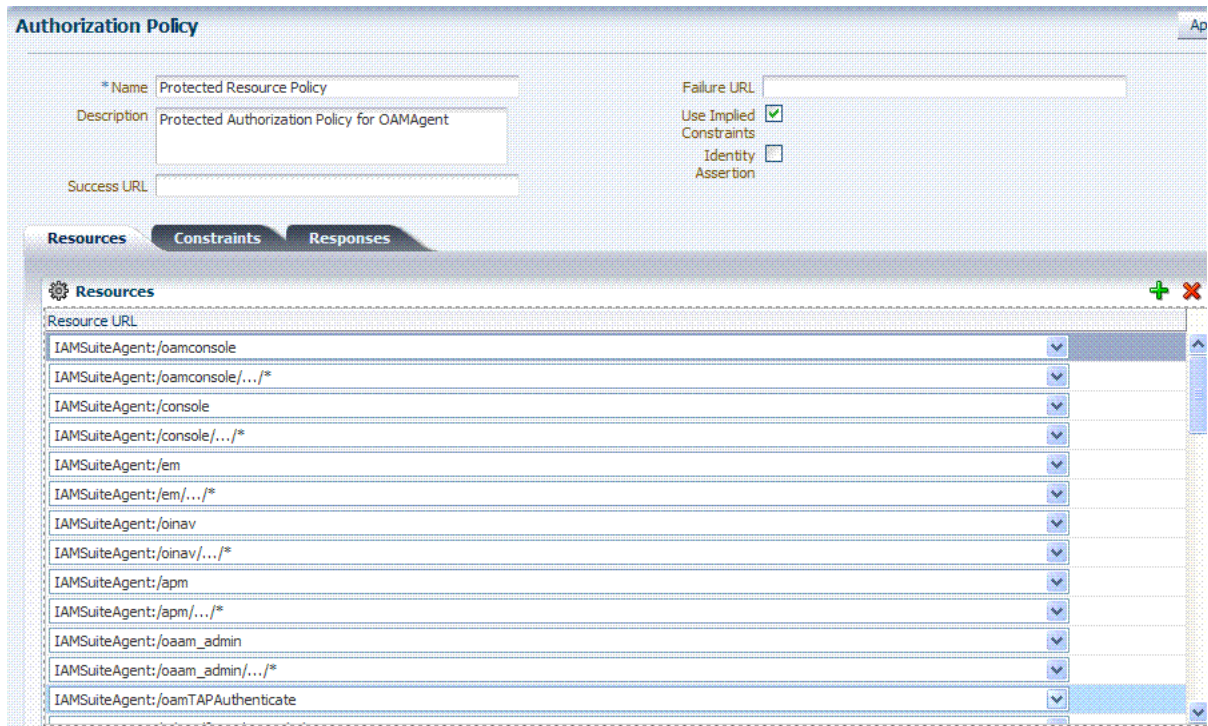 Authorization Policy
Ap
* Name Protected Resource Policy
Failure URL
Description Protected Authorization Policy for OAMAgent
Use Implied
Constraints
Identity
Assertion
Success URL
Resources Constraints Responses
Resources
Resource URL
IAMSuiteAgent:/oamconsole
IAMSuiteAgent:/oamconsole/.../*
IAMSuiteAgent:/console
IAMSuiteAgent:/console/.../*
IAMSuiteAgent:/em
IAMSuiteAgent:/em/.../*
IAMSuiteAgent:/oinav
IAMSuiteAgent:/oinav/.../*
IAMSuiteAgent:/apm
IAMSuiteAgent:/apm/.../*
IAMSuiteAgent:/oaam_admin
IAMSuiteAgent:/oaam_admin/.../*
IAMSuiteAgent:/oamTAPAuthenticate